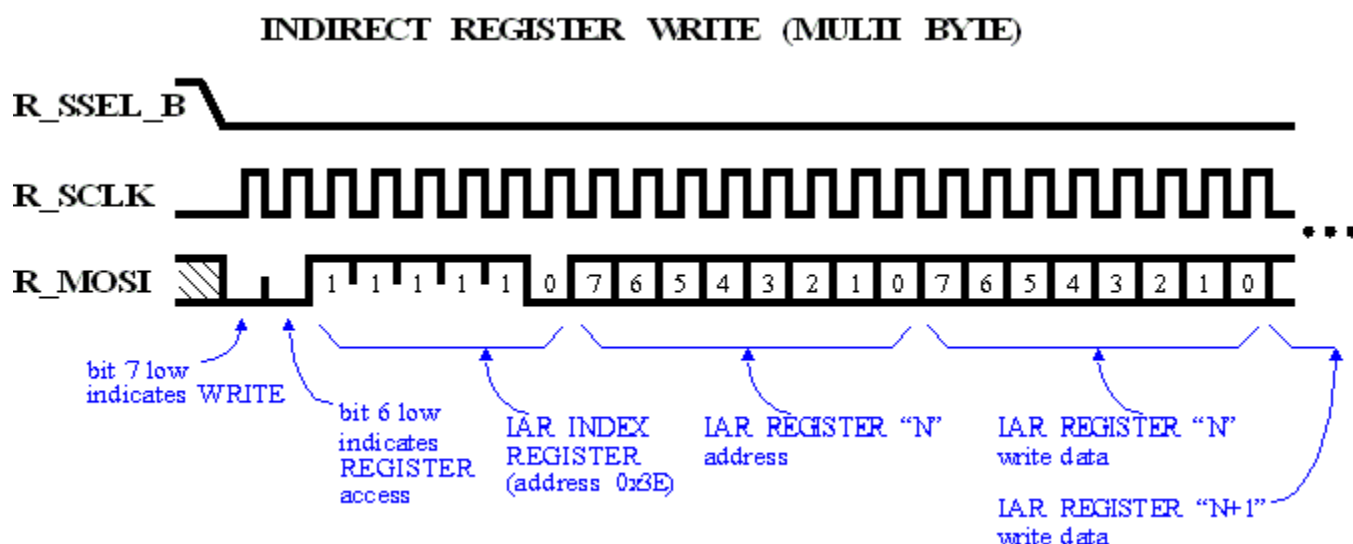 INDIRECT REGISTER WRITE (MULTI BYTE)
R_SSEL_B
R_SCLK
R_MOSI
1 1 1 1 1 0 7 6 5 4 3 2 1 0 7 6 5 4 3 2 1 0
bit 7 low
indicates WRITE
bit 6 low
indicates
REGISTER
access
IAR INDEX
REGISTER
(address 0x3E)
IAR REGISTER “N”
address
IAR REGISTER “N”
write data
IAR REGISTER “N+1”
write data